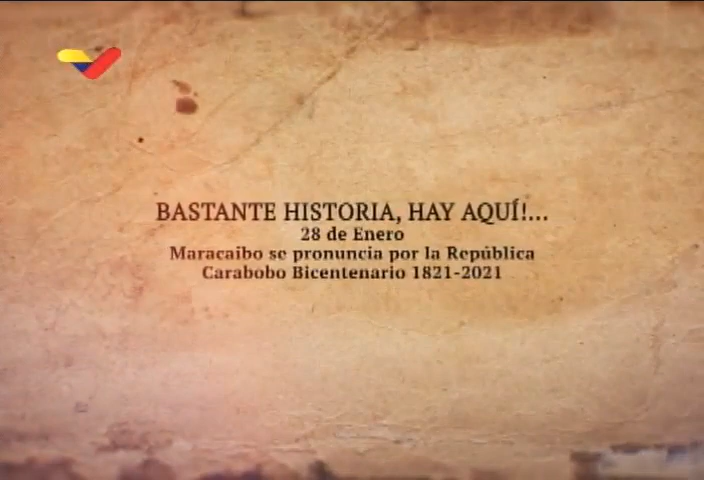 BASTANTE HISTORIA, HAY AQUÍ!...
28 de Enero
Maracaibo se pronuncia por la República
Carabobo Bicentenario 1821-2021